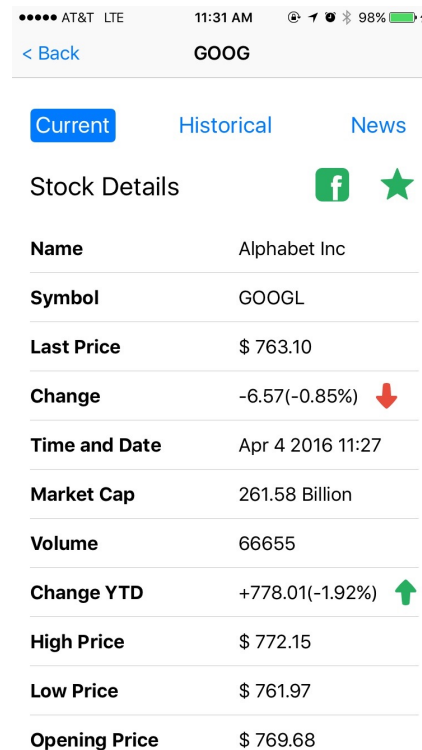 AT&T LTE 11:31 AM 98%
< Back GOOG
Current Historical News
Stock Details
Name Alphabet Inc
Symbol GOOGL
Last Price $ 763.10
Change -6.57(-0.85%)
Time and Date Apr 4 2016 11:27
Market Cap 261.58 Billion
Volume 66655
Change YTD +778.01(-1.92%)
High Price $ 772.15
Low Price $ 761.97
Opening Price $ 769.68